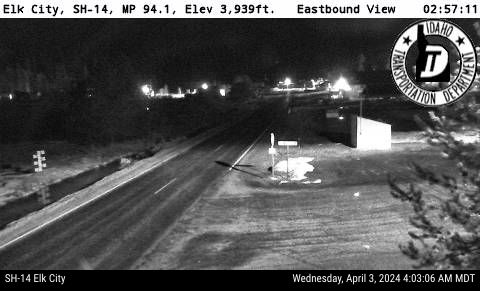 Elk City, SH-14, MP 94.1, Elev 3,939ft. Eastbound View 02:57:11
IDAHO
TRANSPORTATION DEPARTMENT
SH-14 Elk City Wednesday, April 3, 2024 4:03:06 AM MDT